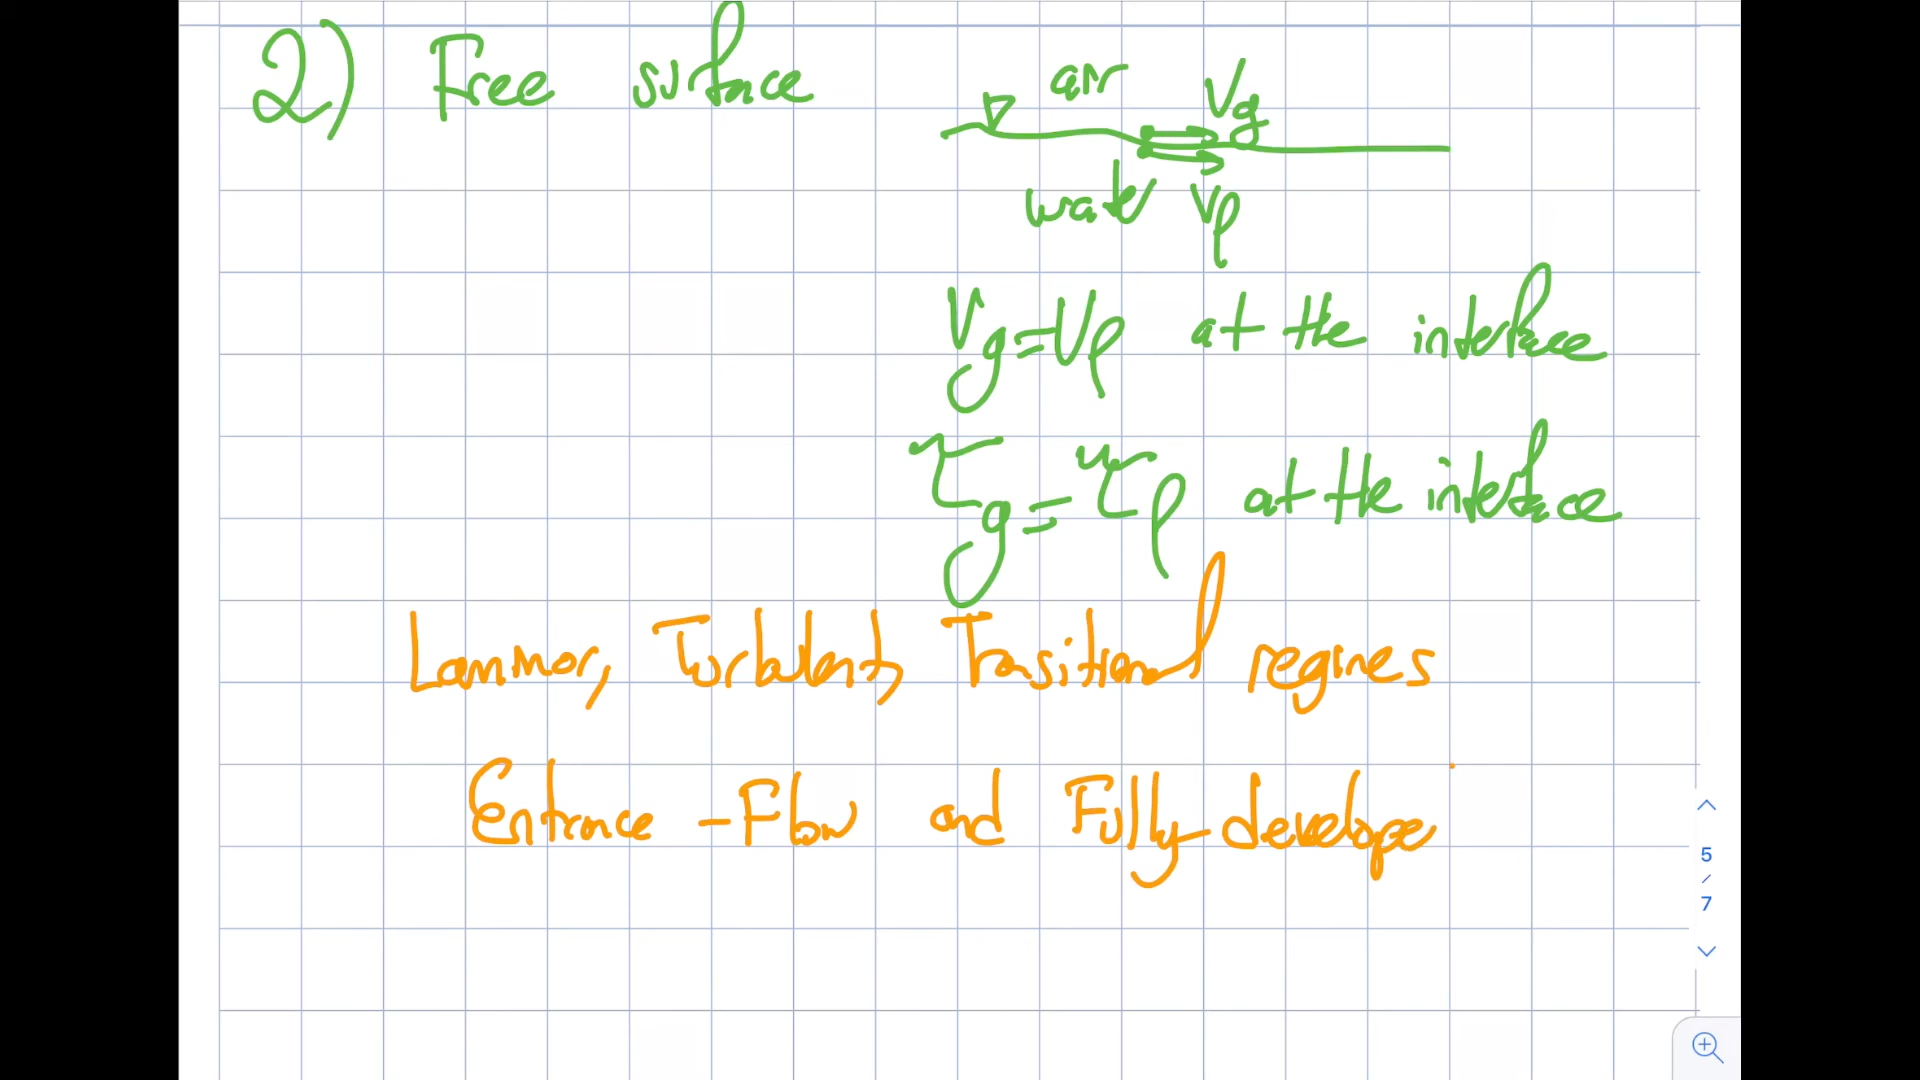 2) Free surface
air Vg
water Vl
Vg=Vl at the interface
τg=τl at the interface
Laminar, Turbulent, Transitional regimes
Entrance-Flow and Fully-develope
5
/
7